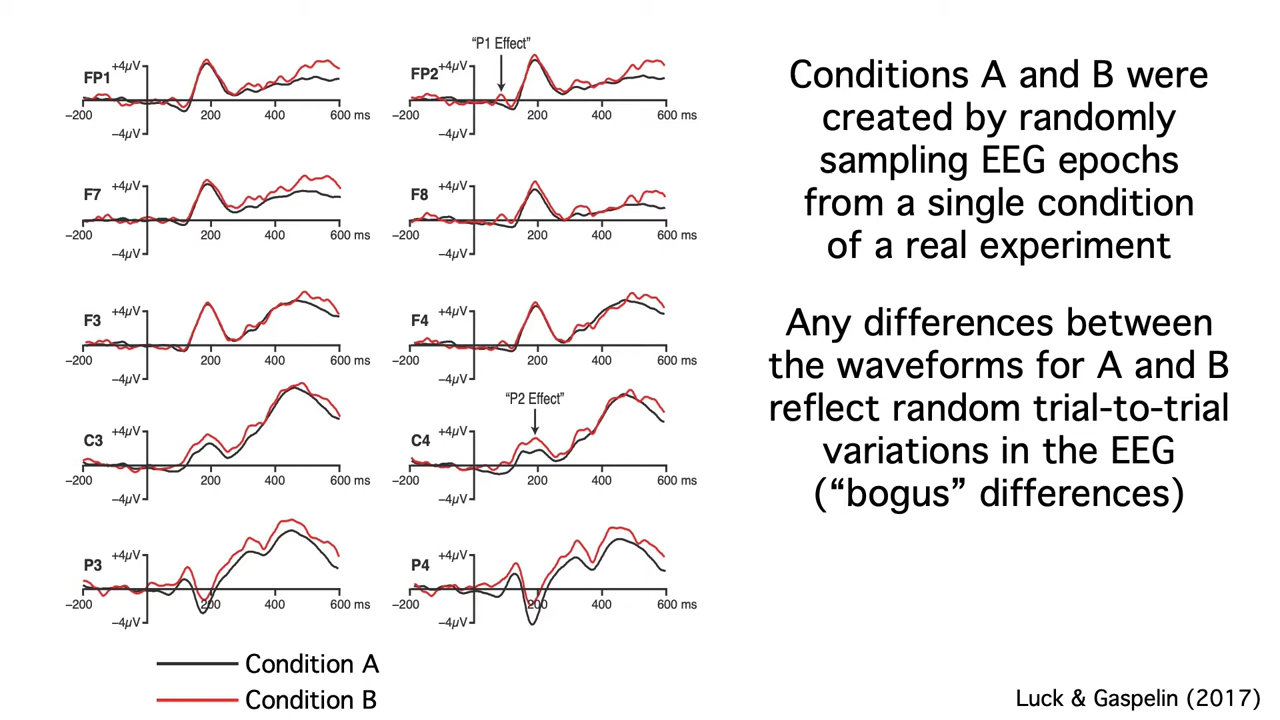 "P1 Effect"
FP1
+4µV
−4µV
−200
200
400
600 ms
FP2
+4µV
−4µV
−200
200
400
600 ms
F7
+4µV
−4µV
−200
200
400
600 ms
F8
+4µV
−4µV
−200
200
400
600 ms
F3
+4µV
−4µV
−200
200
400
600 ms
F4
+4µV
−4µV
−200
200
400
600 ms
C3
+4µV
−4µV
−200
200
400
600 ms
"P2 Effect"
C4
+4µV
−4µV
−200
200
400
600 ms
P3
+4µV
−4µV
−200
200
400
600 ms
P4
+4µV
−4µV
−200
200
400
600 ms
Condition A
Condition B
Conditions A and B were
created by randomly
sampling EEG epochs
from a single condition
of a real experiment
Any differences between
the waveforms for A and B
reflect random trial-to-trial
variations in the EEG
(“bogus” differences)
Luck & Gaspelin (2017)